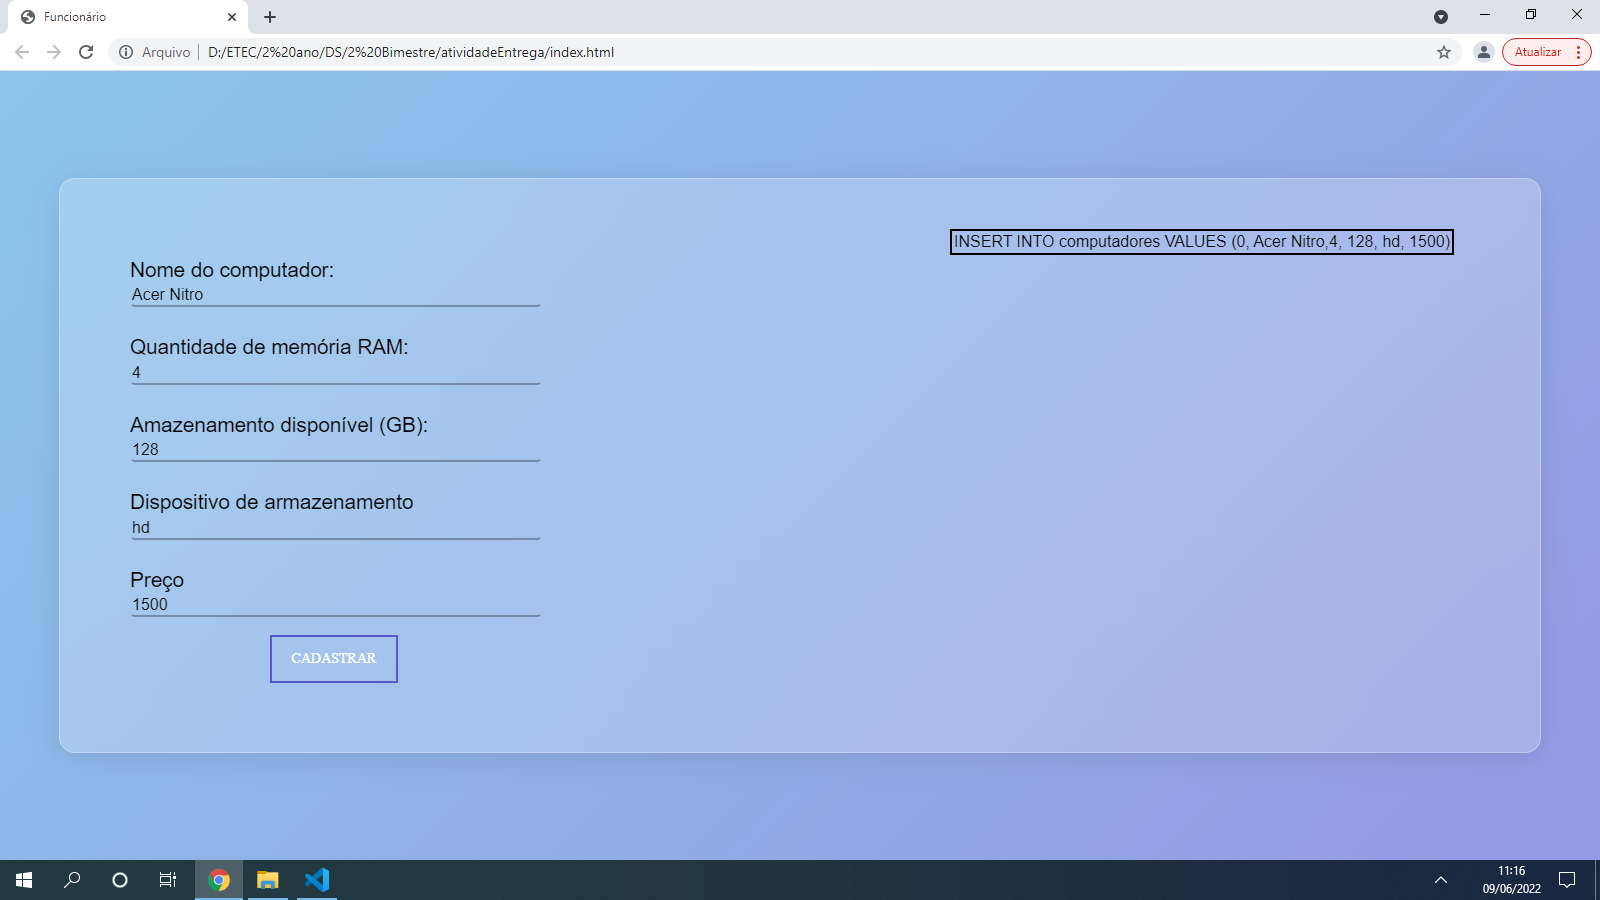 Funcionário
Arquivo
D:/ETEC/2%20ano/DS/2%20Bimestre/atividadeEntrega/index.html
Atualizar
INSERT INTO computadores VALUES (0, Acer Nitro,4, 128, hd, 1500)
Nome do computador:
Acer Nitro
Quantidade de memória RAM:
4
Amazenamento disponível (GB):
128
Dispositivo de armazenamento
hd
Preço
1500
CADASTRAR
11:16
09/06/2022